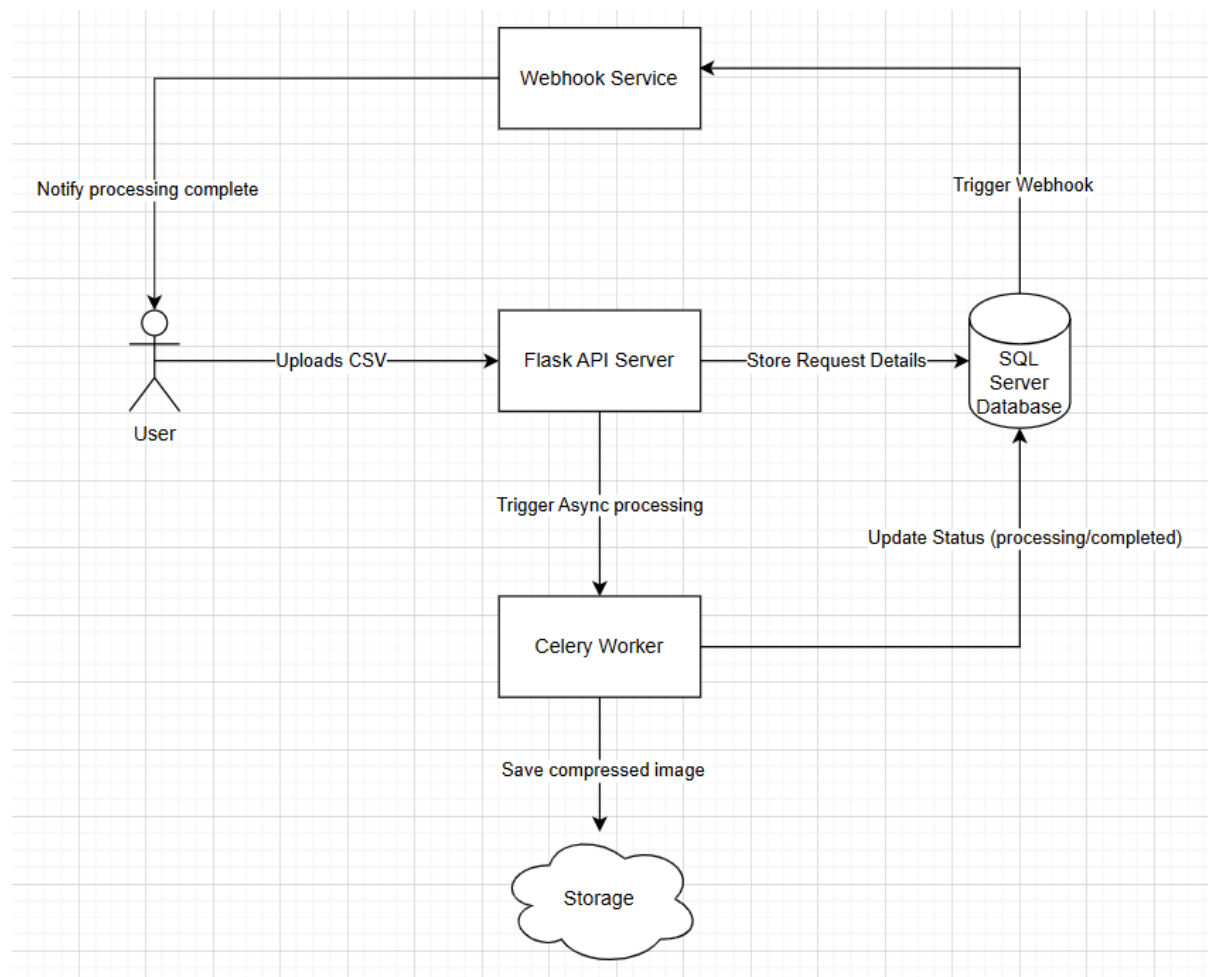 Webhook Service
Notify processing complete
Trigger Webhook
Uploads CSV
Flask API Server
Store Request Details
SQL
Server
Database
User
Trigger Async processing
Update Status (processing/completed)
Celery Worker
Save compressed image
Storage